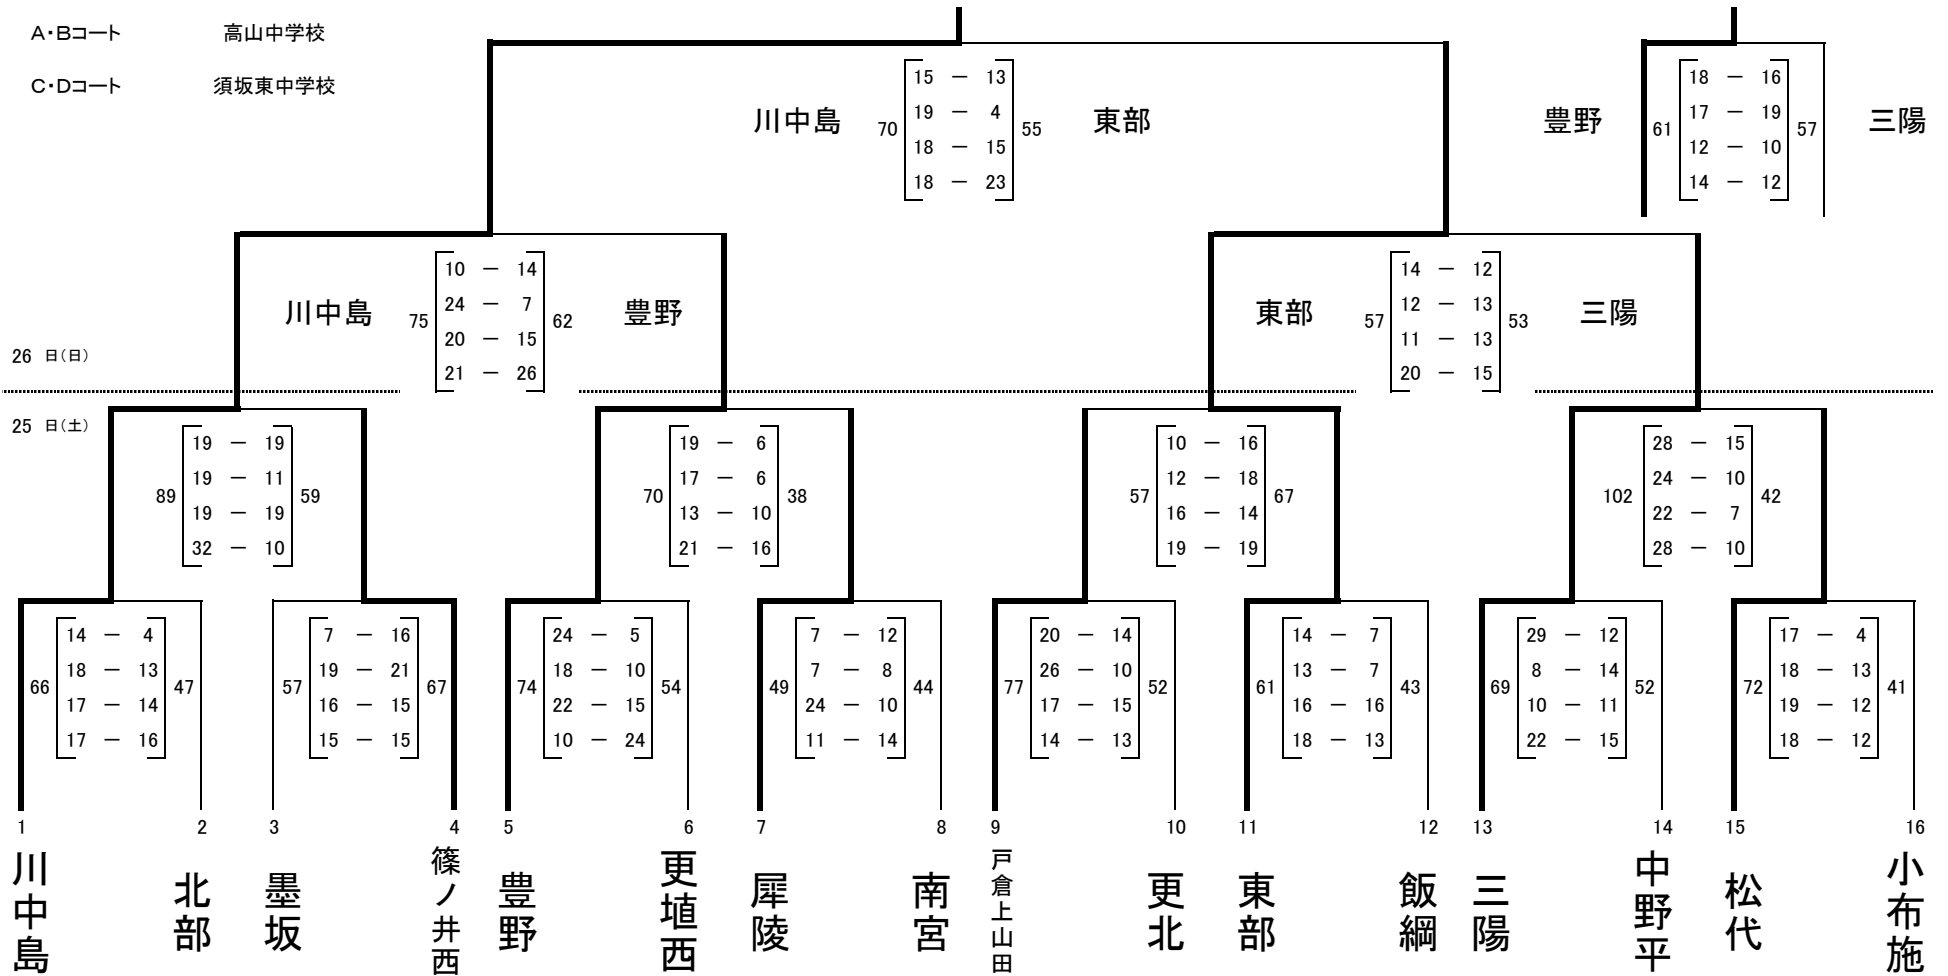 A・Bコート 高山中学校
C・Dコート 須坂東中学校
川中島 70 15 － 13 55 東部
19 － 4
18 － 15
18 － 23
豊野 61 18 － 16 57 三陽
17 － 19
12 － 10
14 － 12
川中島 75 10 － 14 62 豊野
24 － 7
20 － 15
21 － 26
東部 57 14 － 12 53 三陽
12 － 13
11 － 13
20 － 15
26 日（日）
25 日（土）
89 19 － 19 59
19 － 11
19 － 19
32 － 10
70 19 － 6 38
17 － 6
13 － 10
21 － 16
57 10 － 16 67
12 － 18
16 － 14
19 － 19
102 28 － 15 42
24 － 10
22 － 7
28 － 10
66 14 － 4 47
18 － 13
17 － 14
17 － 16
57 7 － 16 67
19 － 21
16 － 15
15 － 15
74 24 － 5 54
18 － 10
22 － 15
10 － 24
49 7 － 12 44
7 － 8
24 － 10
11 － 14
77 20 － 14 52
26 － 10
17 － 15
14 － 13
61 14 － 7 43
13 － 7
16 － 16
18 － 13
69 29 － 12 52
8 － 14
10 － 11
22 － 15
72 17 － 4 41
18 － 13
19 － 12
18 － 12
1 2 3 4 5 6 7 8 9 10 11 12 13 14 15 16
川中島
北部
墨坂
篠ノ井西
豊野
更埴西
犀陵
南宮
戸倉上山田
更北
東部
飯綱
三陽
中野平
松代
小布施